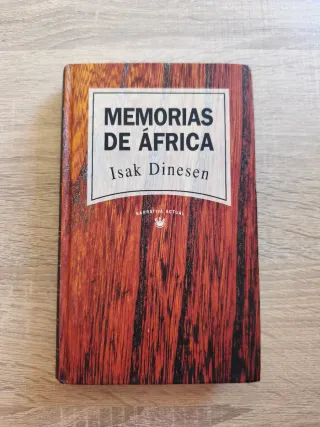 MEMORIAS
DE ÁFRICA
Isak Dinesen
NARRATIVA ACTUAL